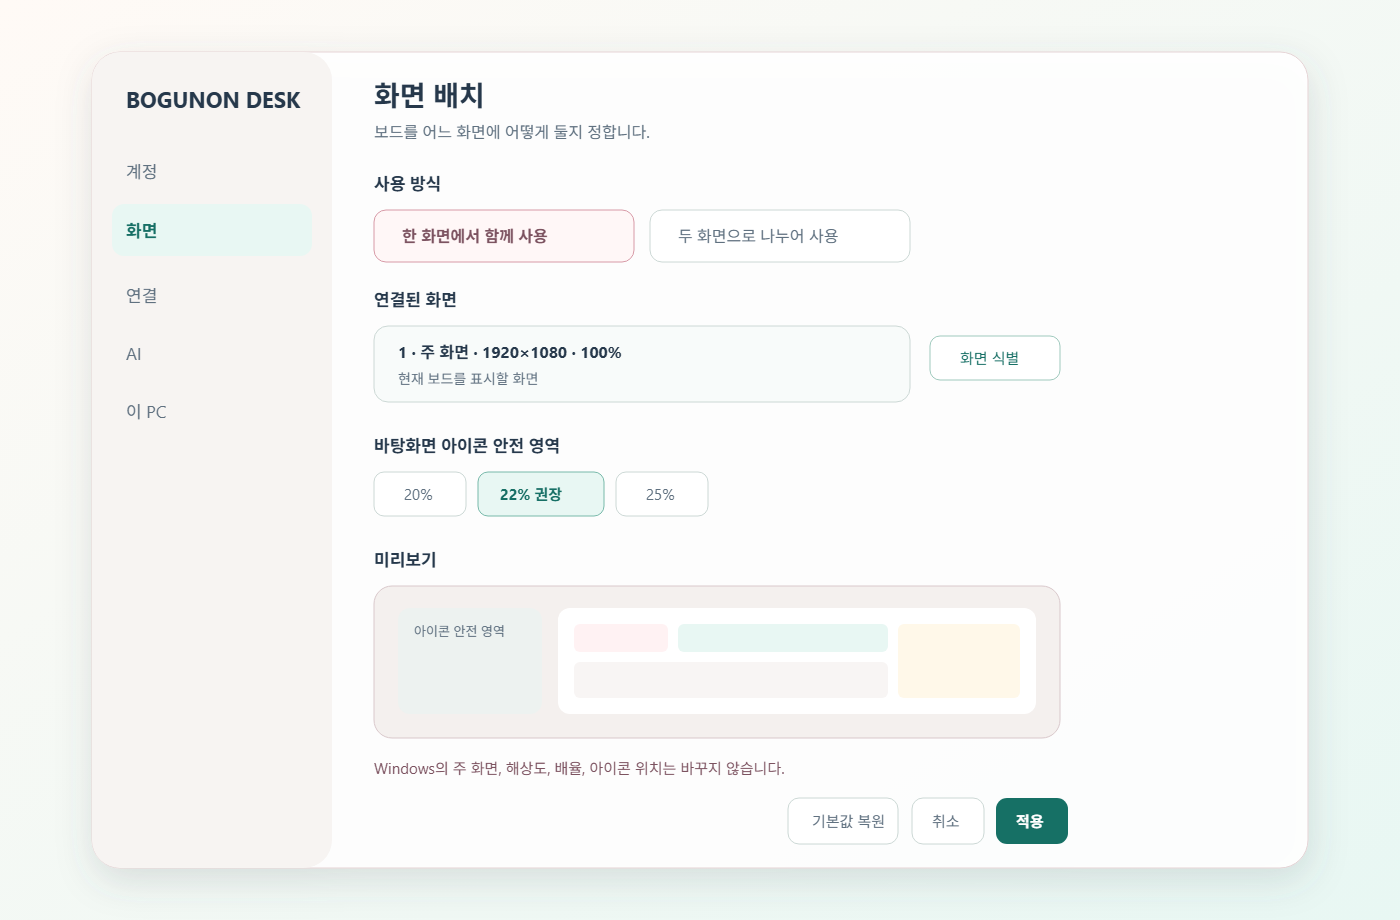 BOGUNON DESK
계정
화면
연결
AI
이 PC
화면 배치
보드를 어느 화면에 어떻게 둘지 정합니다.
사용 방식
한 화면에서 함께 사용
두 화면으로 나누어 사용
연결된 화면
1 · 주 화면 · 1920×1080 · 100%
현재 보드를 표시할 화면
화면 식별
바탕화면 아이콘 안전 영역
20%
22% 권장
25%
미리보기
아이콘 안전 영역
Windows의 주 화면, 해상도, 배율, 아이콘 위치는 바꾸지 않습니다.
기본값 복원
취소
적용